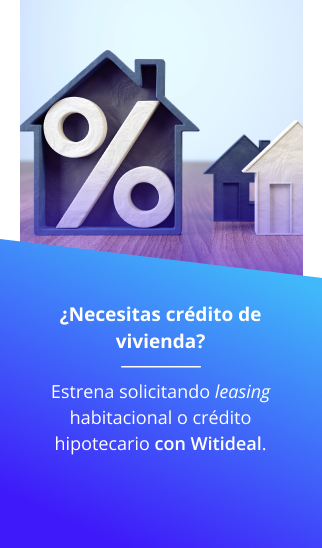 %
¿Necesitas crédito de
vivienda?
Estrena solicitando leasing
habitacional o crédito
hipotecario con Witideal.